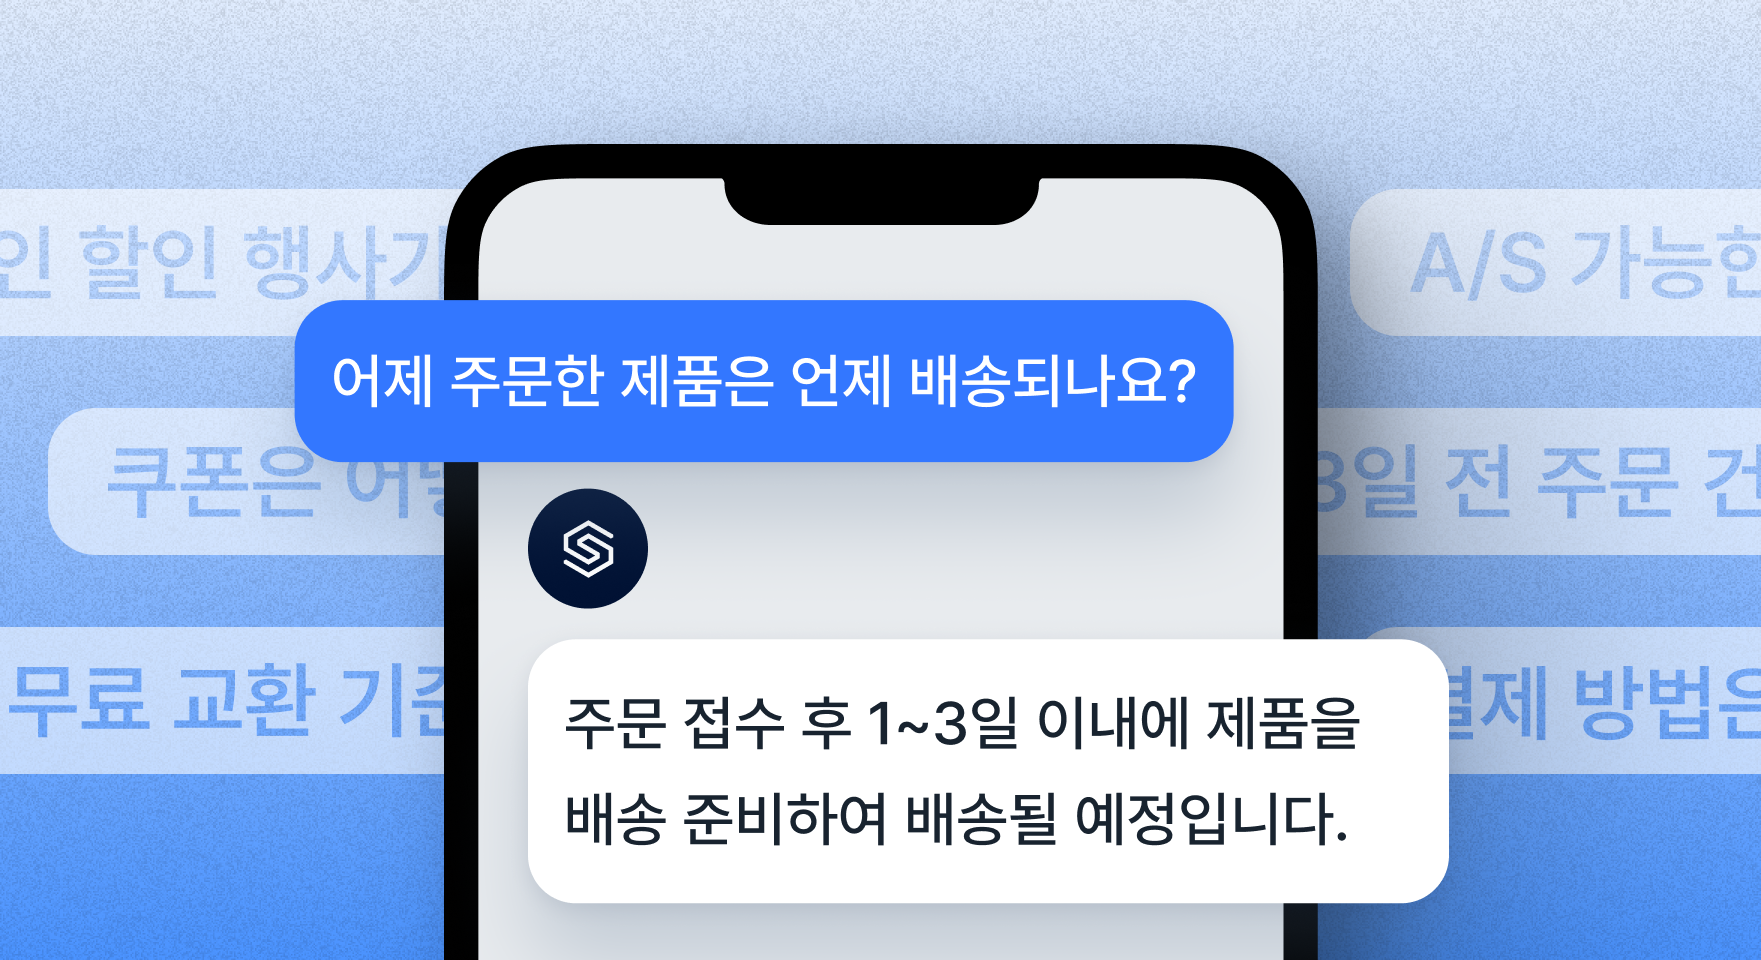 인 할인 행사가
A/S 가능한
어제 주문한 제품은 언제 배송되나요?
쿠폰은
3일 전 주문 건
무료 교환 기준
주문 접수 후 1~3일 이내에 제품을
배송 준비하여 배송될 예정입니다.
결제 방법은